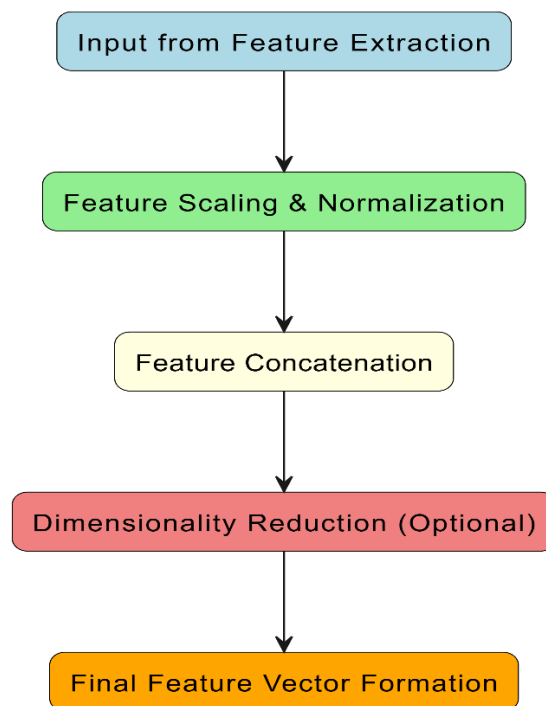 Input from Feature Extraction
Feature Scaling & Normalization
Feature Concatenation
Dimensionality Reduction (Optional)
Final Feature Vector Formation